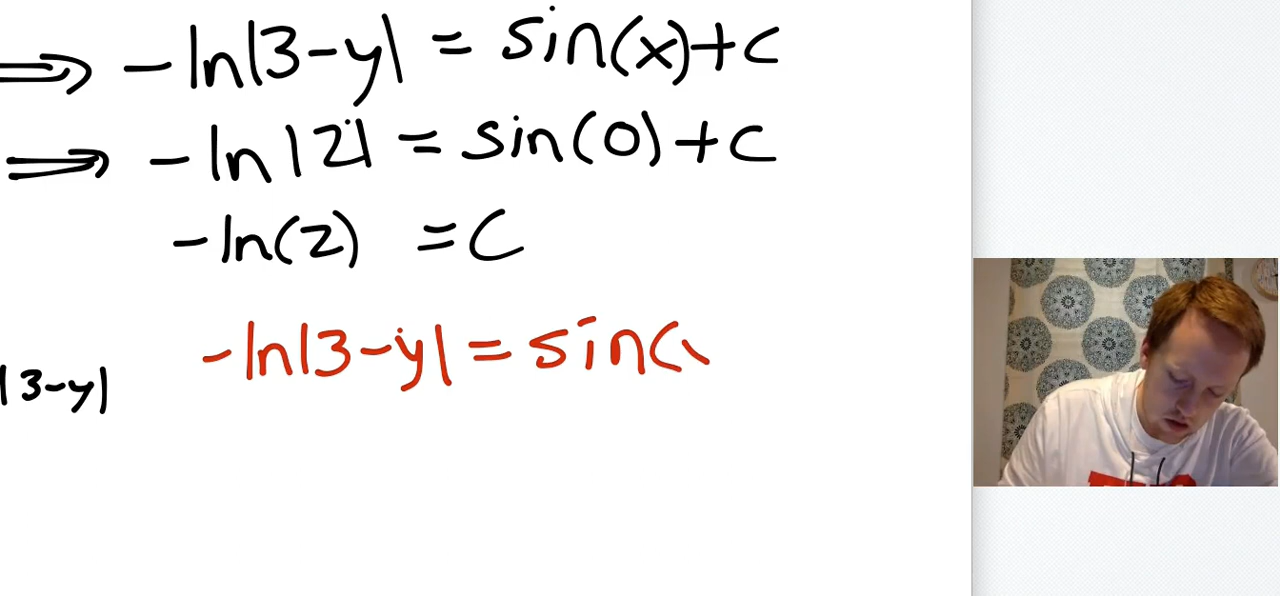 ⟹ -ln|3-y| = sin(x)+C
⟹ -ln|2| = sin(0)+C
-ln(2) = C
-ln|3-y| = sin(
|3-y|